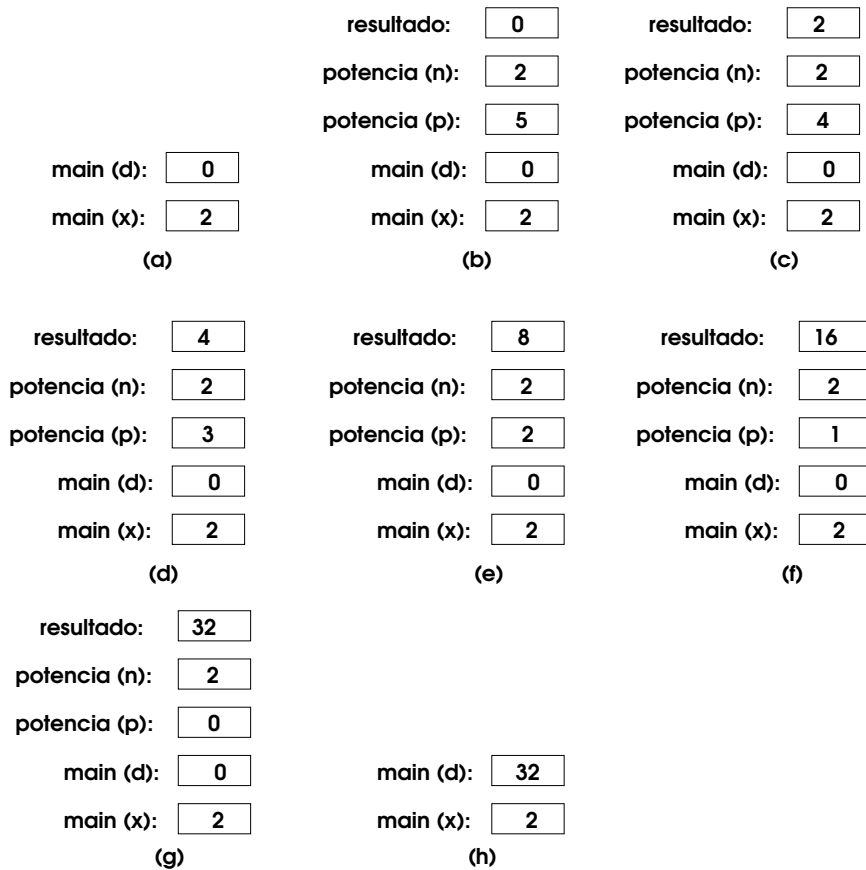 resultado: 0
potencia (n): 2
potencia (p): 5
main (d): 0
main (x): 2
(a)
main (d): 0
main (x): 2
(b)
resultado: 2
potencia (n): 2
potencia (p): 4
main (d): 0
main (x): 2
(c)
resultado: 4
potencia (n): 2
potencia (p): 3
main (d): 0
main (x): 2
(d)
resultado: 8
potencia (n): 2
potencia (p): 2
main (d): 0
main (x): 2
(e)
resultado: 16
potencia (n): 2
potencia (p): 1
main (d): 0
main (x): 2
(f)
resultado: 32
potencia (n): 2
potencia (p): 0
main (d): 0
main (x): 2
(g)
main (d): 32
main (x): 2
(h)